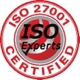 ISO 27001
ISO
Experts
CERTIFIED